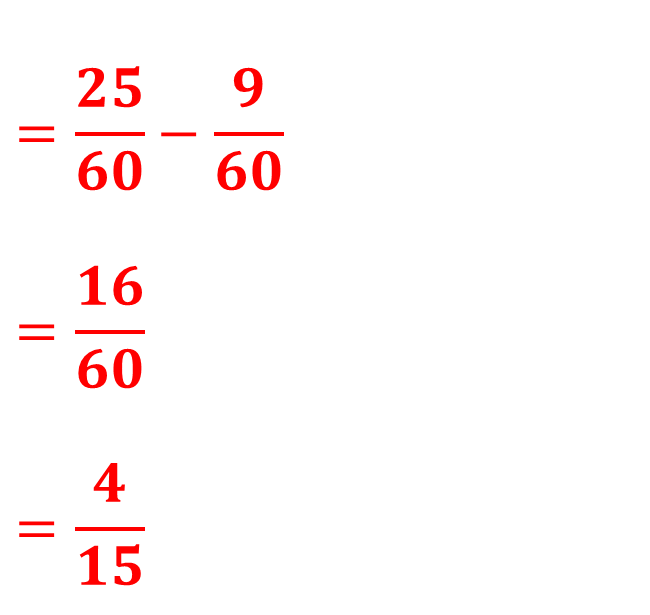 = 25/60 − 9/60
= 16/60
= 4/15